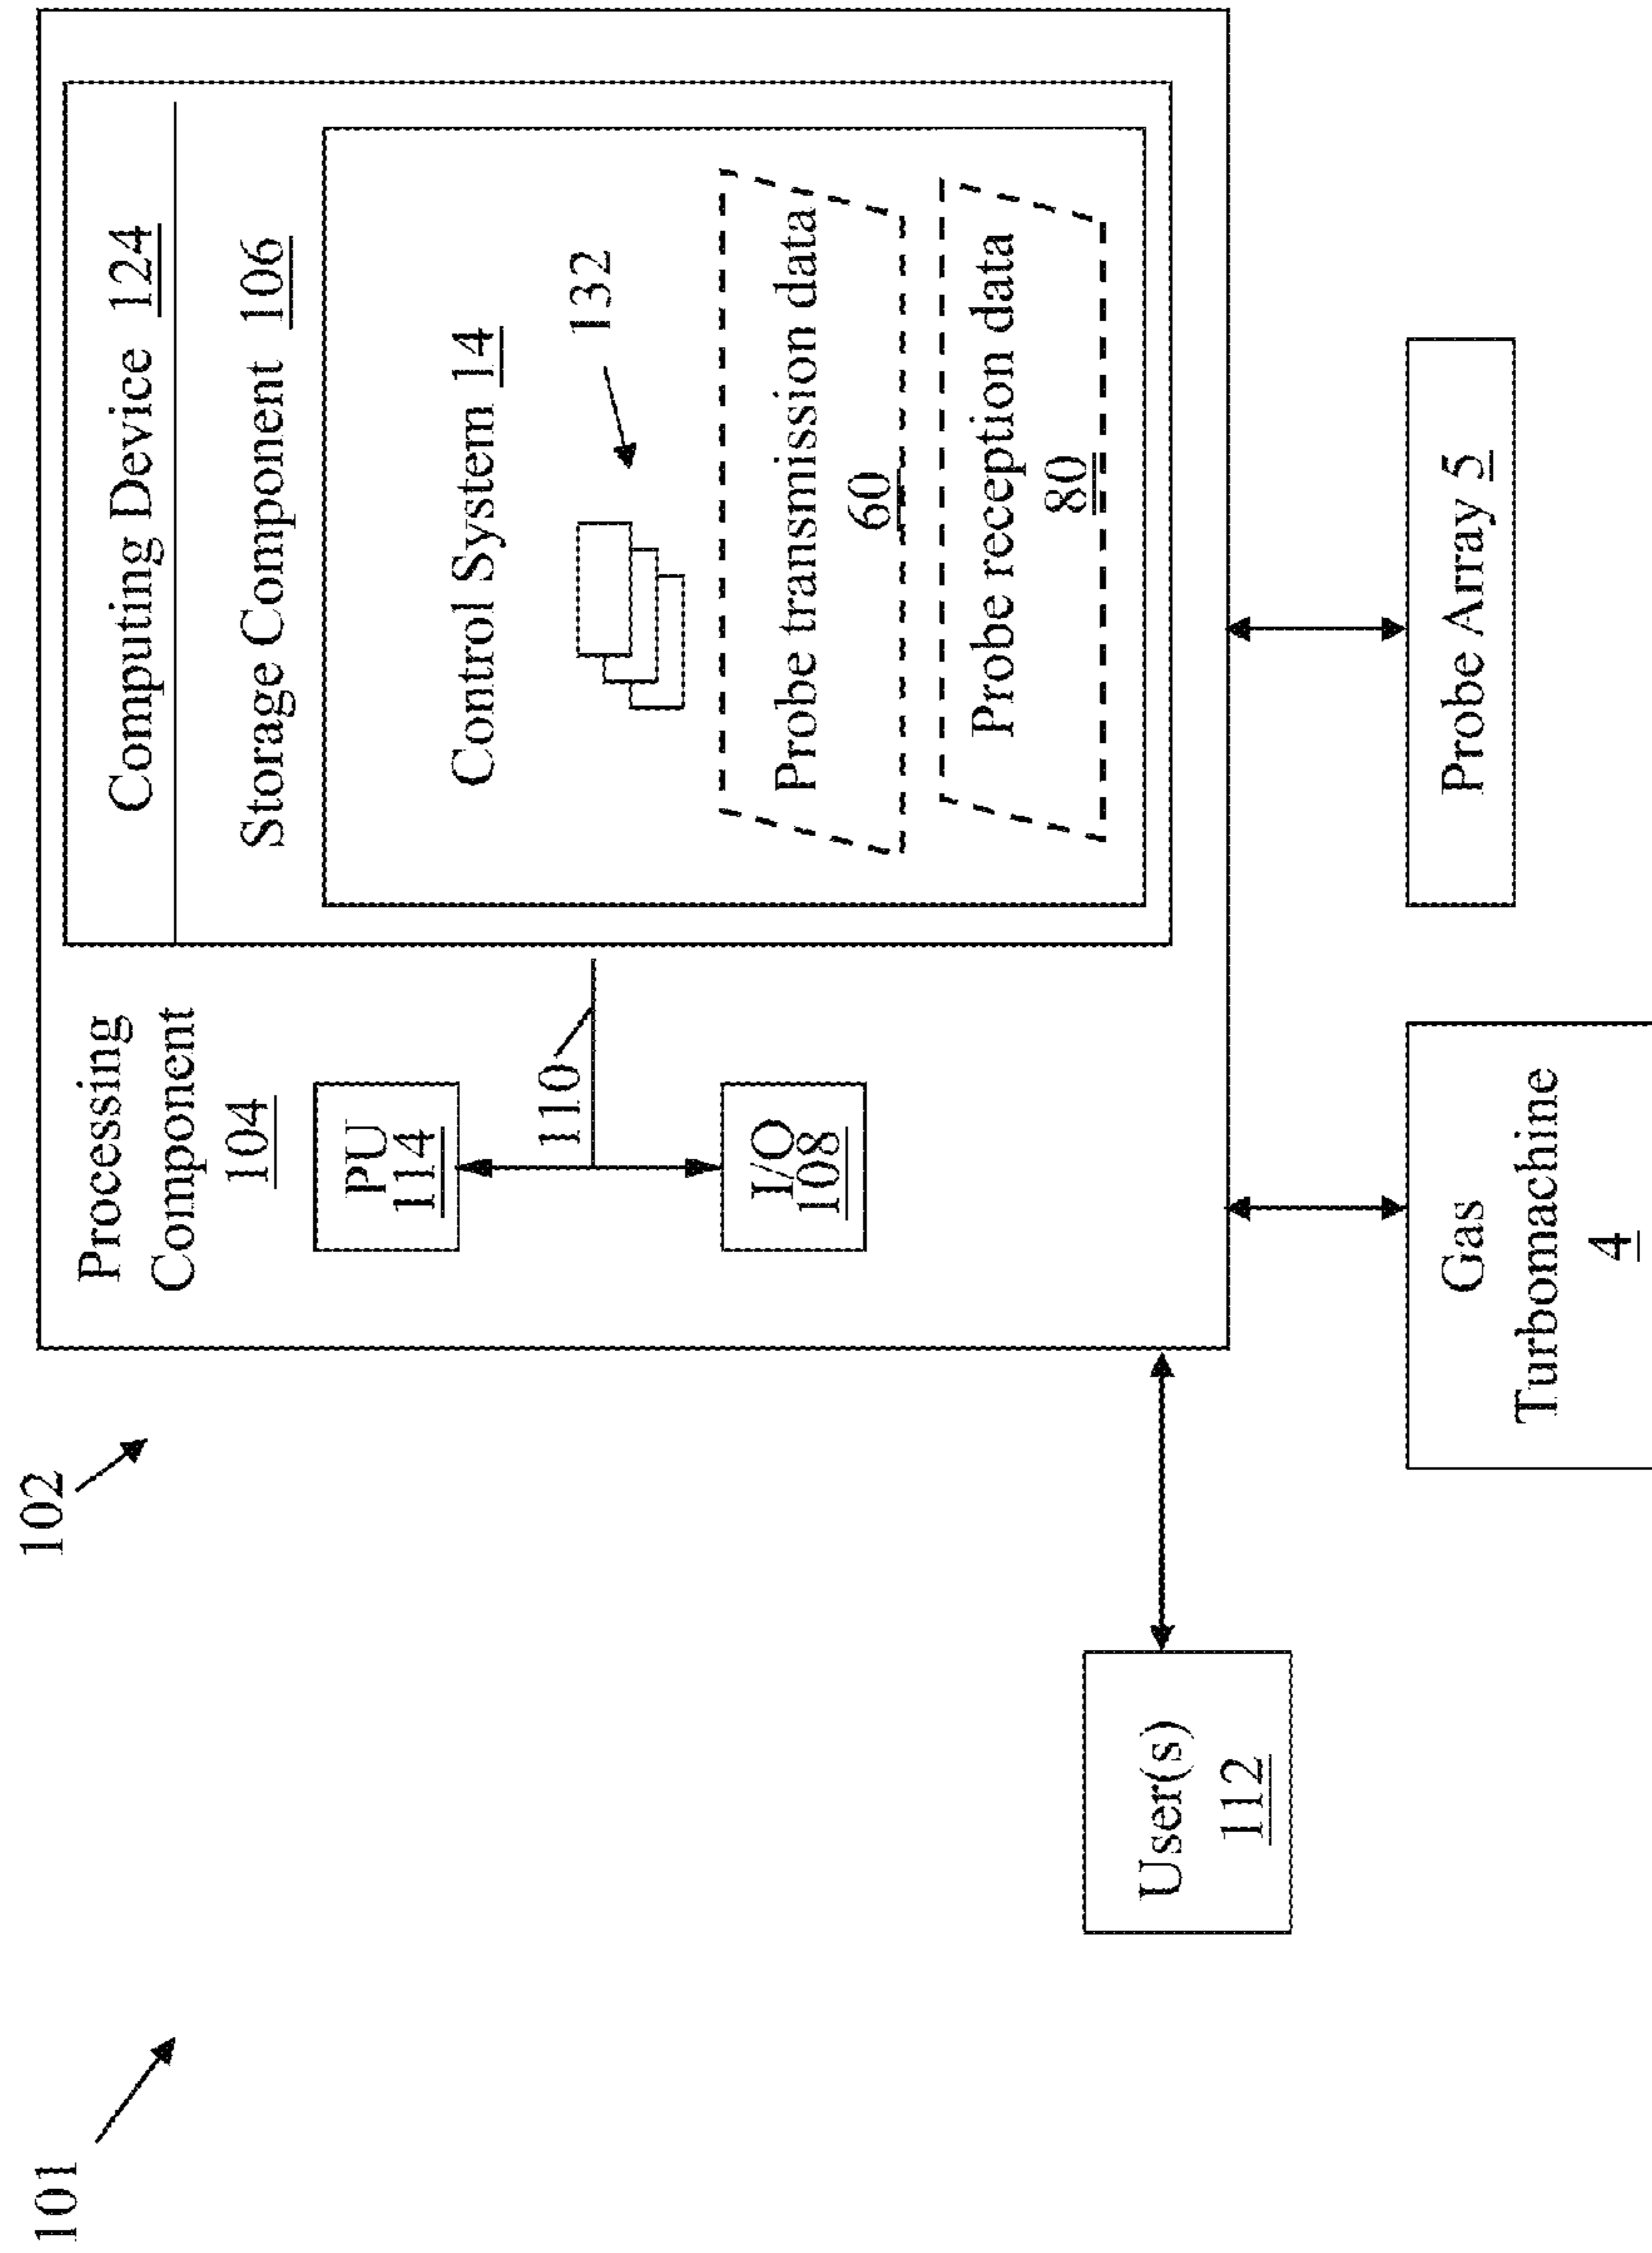 101
102
Computing Device 124
Processing
Component
104
Storage Component 106
PU
114
Control System 14
110
132
I/O
108
Probe transmission data
60
Probe reception data
80
User(s)
112
Gas
Turbomachine
4
Probe Array 5